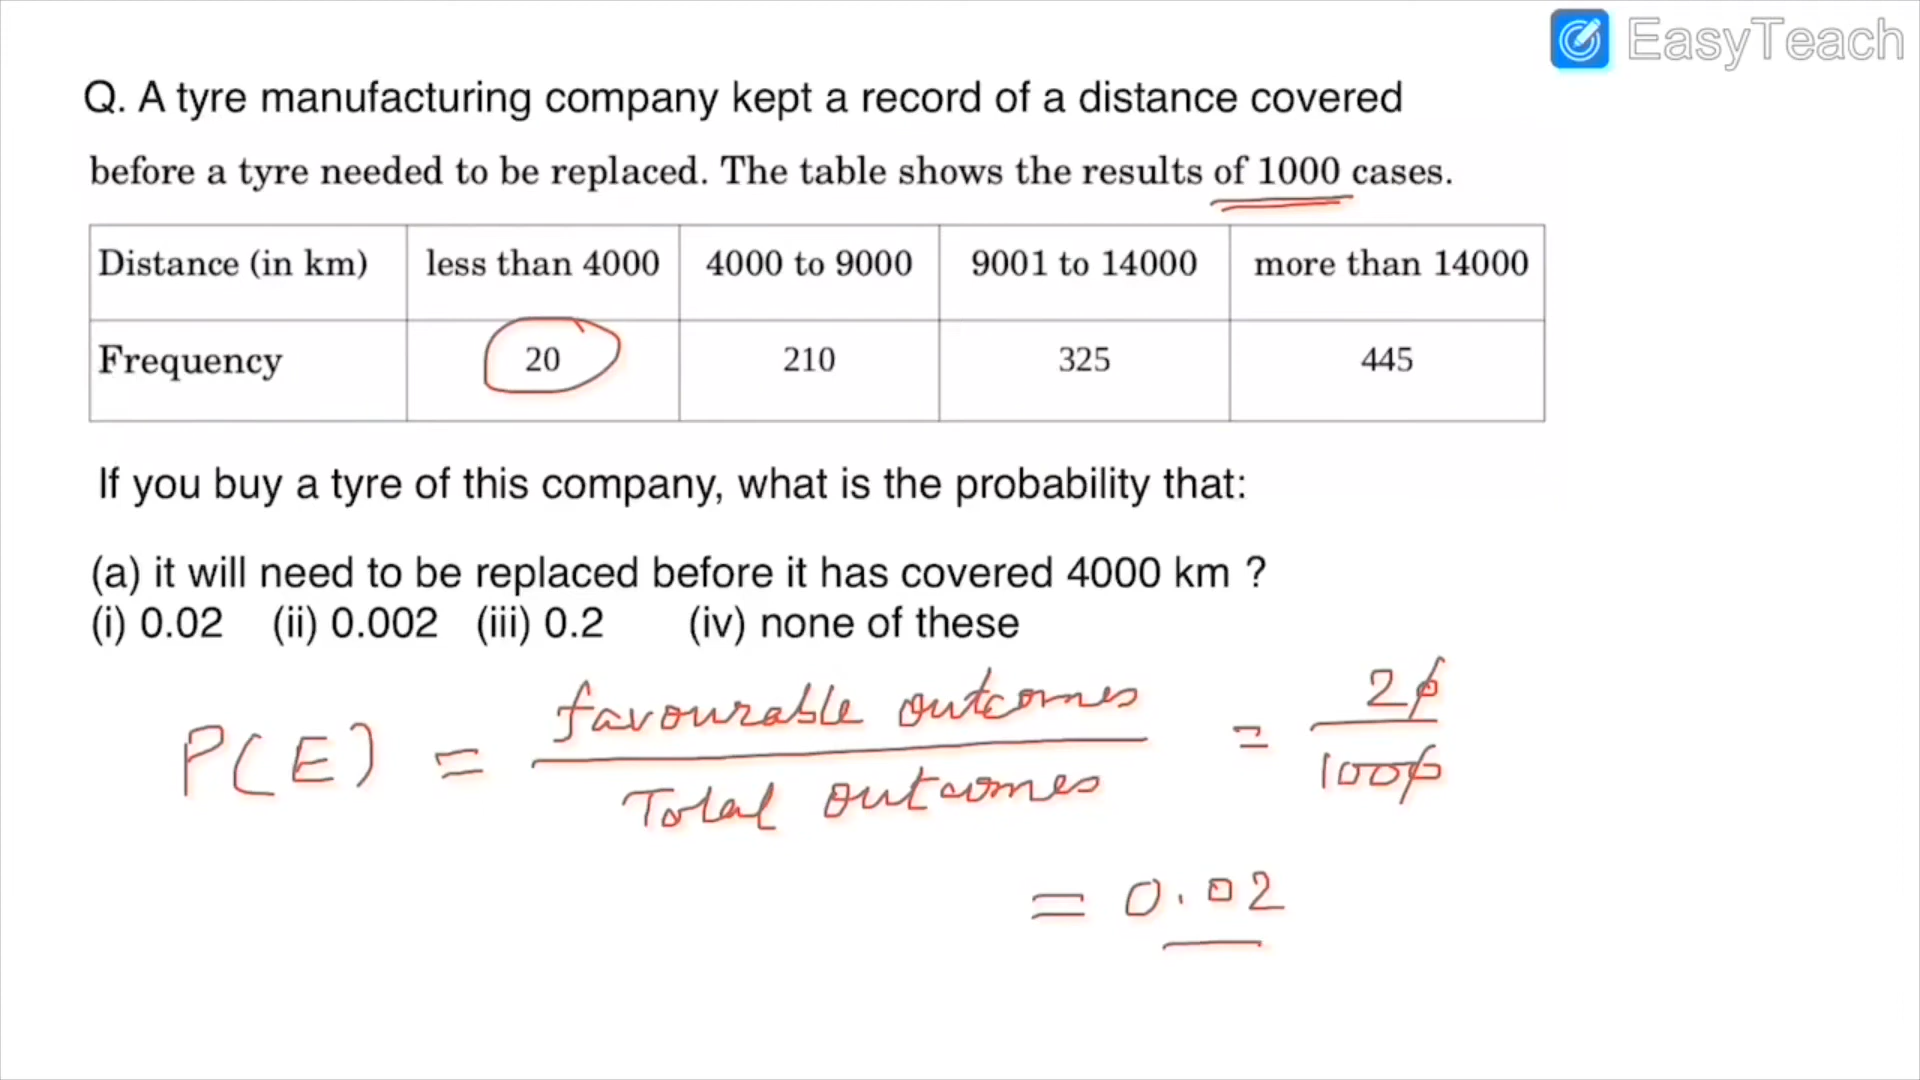 EasyTeach
Q. A tyre manufacturing company kept a record of a distance covered
before a tyre needed to be replaced. The table shows the results of 1000 cases.
Distance (in km) less than 4000 4000 to 9000 9001 to 14000 more than 14000
Frequency 20 210 325 445
If you buy a tyre of this company, what is the probability that:
(a) it will need to be replaced before it has covered 4000 km ?
(i) 0.02 (ii) 0.002 (iii) 0.2 (iv) none of these
P(E) = favourable outcomes / Total outcomes = 20 / 1000
= 0.02